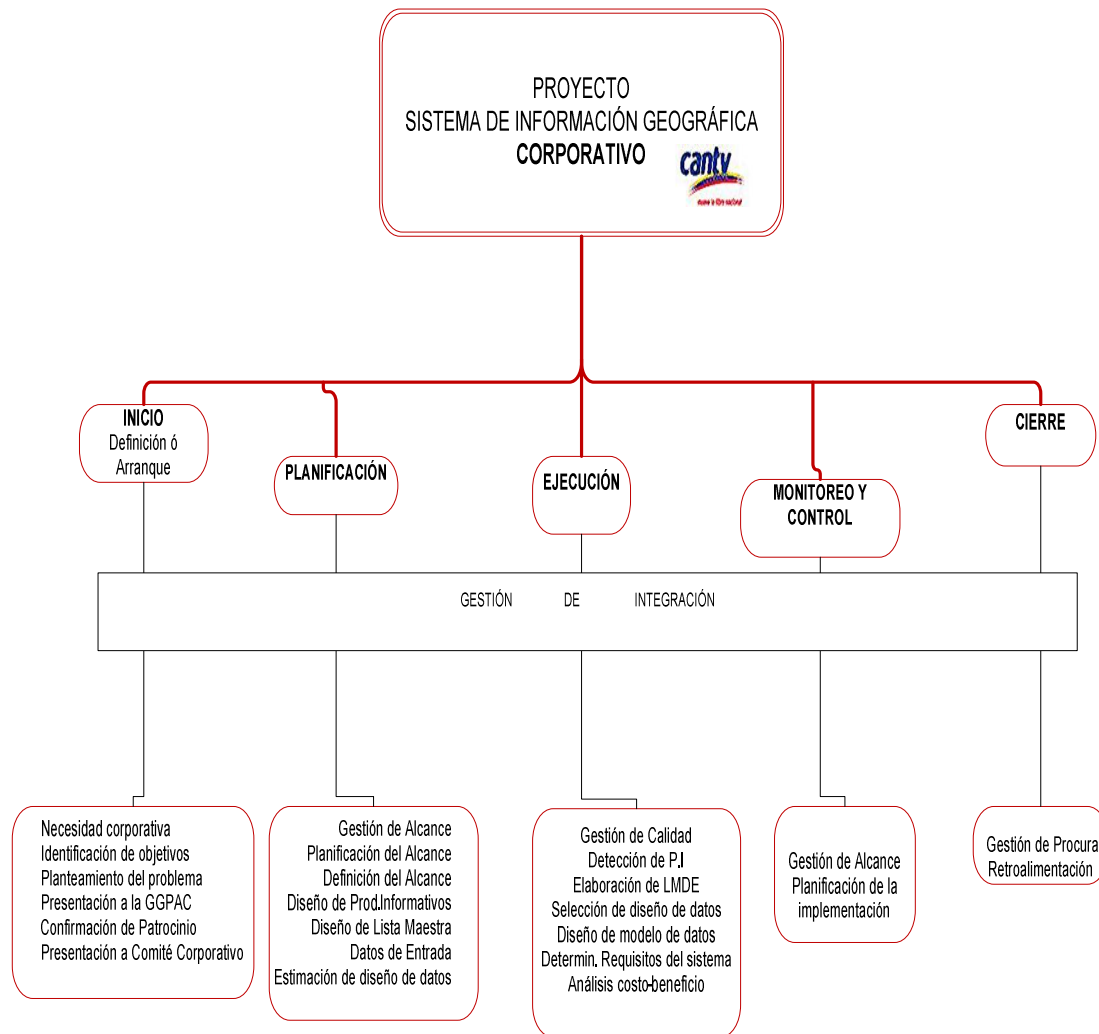 PROYECTO
SISTEMA DE INFORMACIÓN GEOGRÁFICA
CORPORATIVO
cantv
INICIO
Definición ó
Arranque
PLANIFICACIÓN
EJECUCIÓN
MONITOREO Y
CONTROL
CIERRE
GESTIÓN DE INTEGRACIÓN
Necesidad corporativa
Identificación de objetivos
Planteamiento del problema
Presentación a la GGPAC
Confirmación de Patrocinio
Presentación a Comité Corporativo
Gestión de Alcance
Planificación del Alcance
Definición del Alcance
Diseño de Prod.Informativos
Diseño de Lista Maestra
Datos de Entrada
Estimación de diseño de datos
Gestión de Calidad
Detección de P.I
Elaboración de LMDE
Selección de diseño de datos
Diseño de modelo de datos
Determin. Requisitos del sistema
Análisis costo-beneficio
Gestión de Alcance
Planificación de la
implementación
Gestión de Procura
Retroalimentación